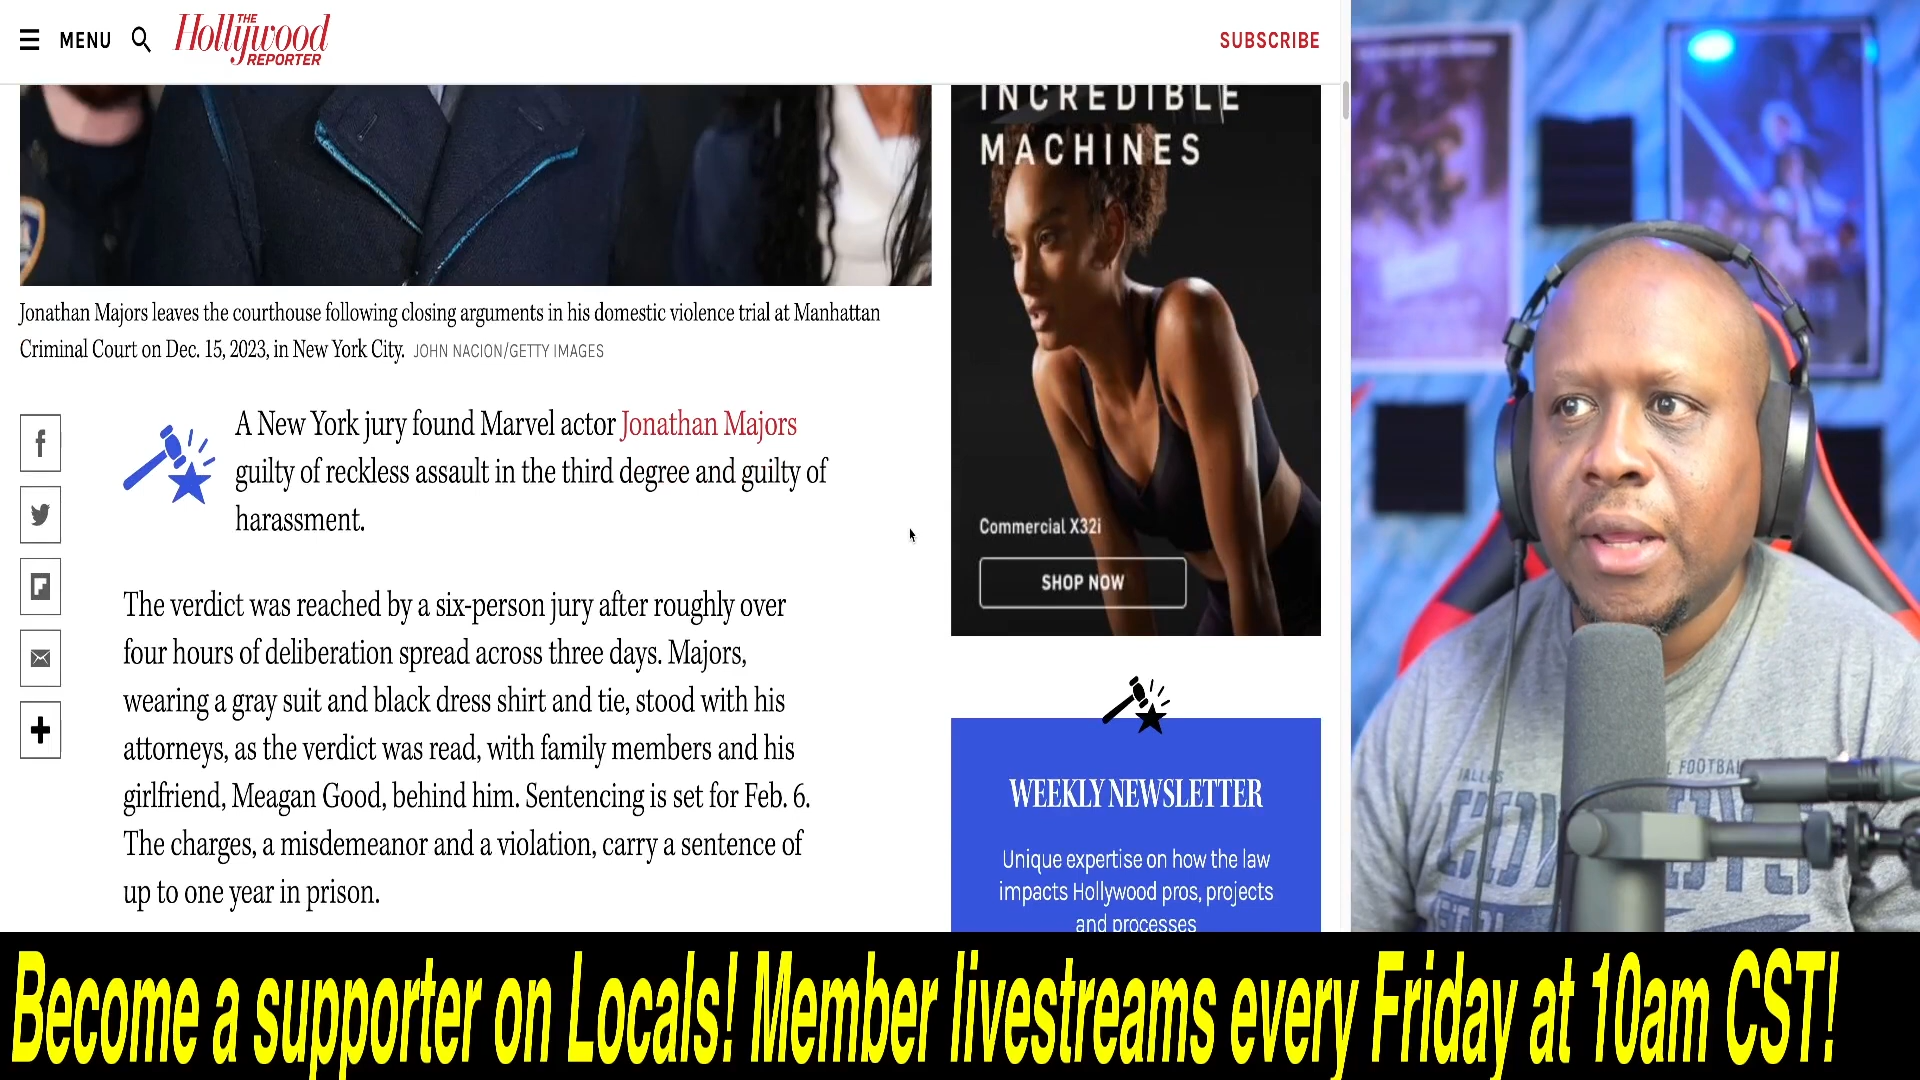 MENU
THE
Hollywood
REPORTER
SUBSCRIBE
INCREDIBLE
MACHINES
Commercial X32i
SHOP NOW
Jonathan Majors leaves the courthouse following closing arguments in his domestic violence trial at Manhattan
Criminal Court on Dec. 15, 2023, in New York City. JOHN NACION/GETTY IMAGES
A New York jury found Marvel actor Jonathan Majors
guilty of reckless assault in the third degree and guilty of
harassment.
The verdict was reached by a six-person jury after roughly over
four hours of deliberation spread across three days. Majors,
wearing a gray suit and black dress shirt and tie, stood with his
attorneys, as the verdict was read, with family members and his
girlfriend, Meagan Good, behind him. Sentencing is set for Feb. 6.
The charges, a misdemeanor and a violation, carry a sentence of
up to one year in prison.
WEEKLY NEWSLETTER
Unique expertise on how the law
impacts Hollywood pros, projects
and processes
Become a supporter on Locals! Member livestreams every Friday at 10am CST!